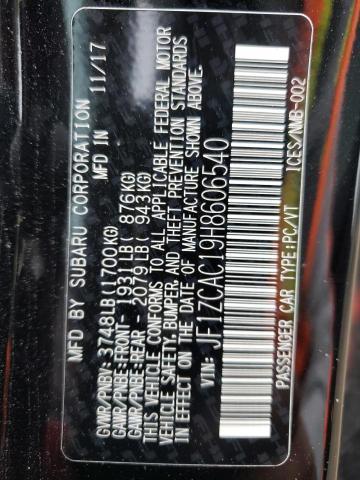 MFD BY SUBARU CORPORATION 11/17
MFD IN
GVWR/PNBV: 3748LB(1700KG)
GAWR/PNBE:FRONT- 1931LB( 876KG)
GAWR/PNBE:REAR - 2079LB( 943KG)
THIS VEHICLE CONFORMS TO ALL APPLICABLE FEDERAL MOTOR
VEHICLE SAFETY,BUMPER, AND THEFT PREVENTION STANDARDS
IN EFFECT ON THE DATE OF MANUFACTURE SHOWN ABOVE.
VIN: JF1ZCAC19H8606540
ICES/NMB-002
PASSENGER CAR TYPE:PC/VT